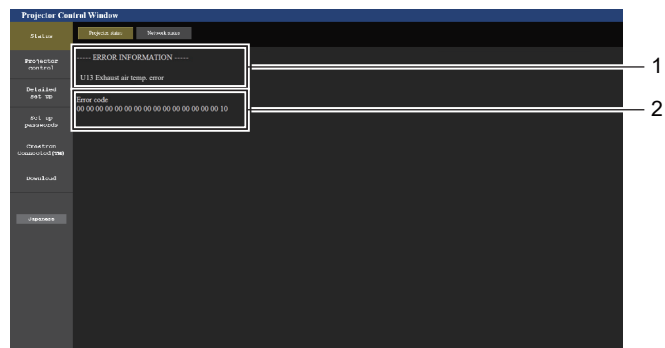 Projector Control Window
Status
Projector status
Network status
Projector
control
----- ERROR INFORMATION -----
U13 Exhaust air temp. error
1
Detailed
set up
Error code
00 00 00 00 00 00 00 00 00 00 00 00 00 00 00 10
2
Set up
passwords
Crestron
Connected(TM)
Download
Japanese